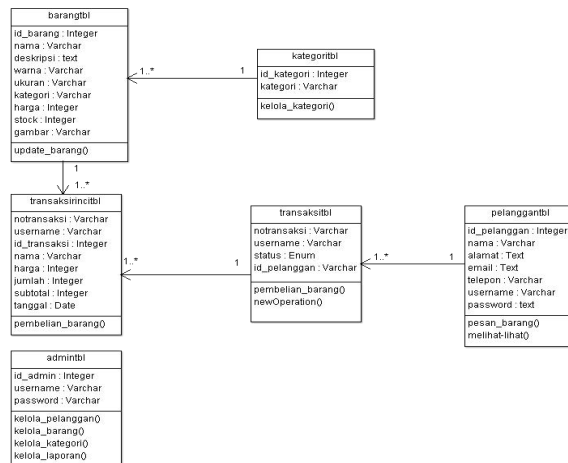 barangtbl
id_barang : Integer
nama : Varchar
deskripsi : text
warna : Varchar
ukuran : Varchar
kategori : Varchar
harga : Integer
stock : Integer
gambar : Varchar
update_barang()
1..*
1
kategoritbl
id_kategori : Integer
kategori : Varchar
kelola_kategori()
1
1..*
transaksirincitbl
notransaksi : Varchar
username : Varchar
id_transaksi : Integer
nama : Varchar
harga : Integer
jumlah : Integer
subtotal : Integer
tanggal : Date
pembelian_barang()
1..*
1
transaksitbl
notransaksi : Varchar
username : Varchar
status : Enum
id_pelanggan : Varchar
pembelian_barang()
newOperation()
1..*
1
pelanggantbl
id_pelanggan : Integer
nama : Varchar
alamat : Text
email : Text
telepon : Varchar
username : Varchar
password : text
pesan_barang()
melihat-lihat()
admintbl
id_admin : Integer
username : Varchar
password : Varchar
kelola_pelanggan()
kelola_barang()
kelola_kategori()
kelola_laporan()